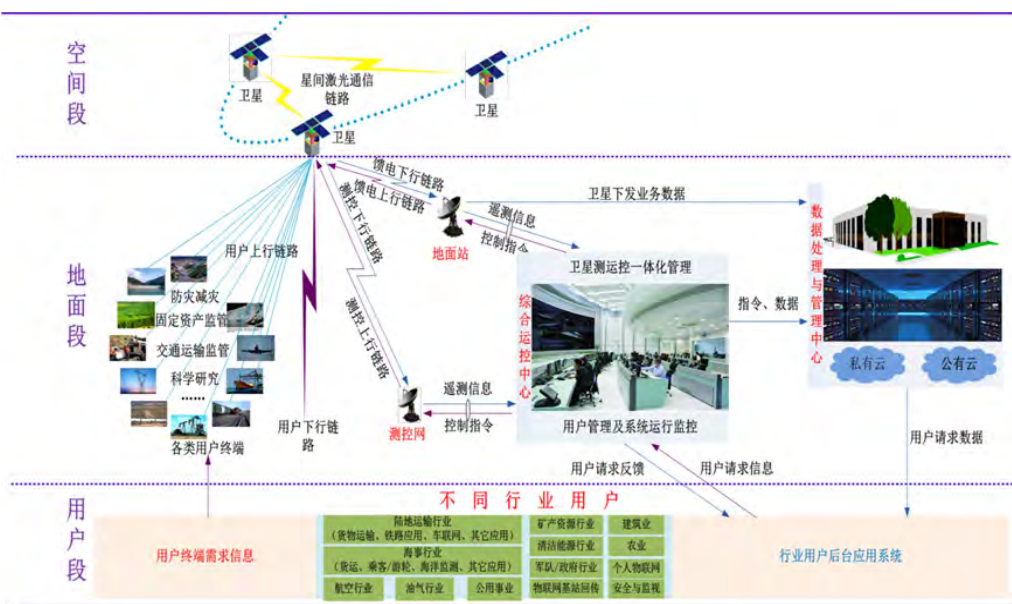 空间段
卫星
星间激光通信
链路
卫星
卫星
地面段
馈电下行链路
馈电上行链路
测控下行链路
测控上行链路
地面站
卫星下发业务数据
遥测信息
控制指令
用户上行链路
防灾减灾
固定资产监管
交通运输监管
科学研究
……
各类用户终端
用户下行链
路
测控网
遥测信息
控制指令
综合运控中心
卫星测运控一体化管理
用户管理及系统运行监控
指令、数据
数据处理与管理中心
私有云
公有云
用户请求反馈
用户请求信息
用户请求数据
用户段
不同行业用户
用户终端需求信息
陆地运输行业
(货物运输、铁路应用、车联网、其它应用)
海事行业
(货运、乘客/游轮、海洋监测、其它应用)
航空行业
油气行业
公用事业
矿产资源行业
建筑业
清洁能源行业
农业
军队/政府行业
个人物联网
物联网基站回传
安全与监视
行业用户后台应用系统